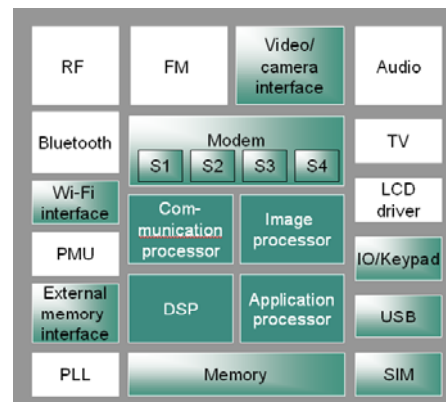 RF
FM
Video/
camera
interface
Audio
Bluetooth
Modem
S1
S2
S3
S4
TV
Wi-Fi
interface
LCD
driver
Com-
munication
processor
Image
processor
PMU
IO/Keypad
External
memory
interface
DSP
Application
processor
USB
PLL
Memory
SIM